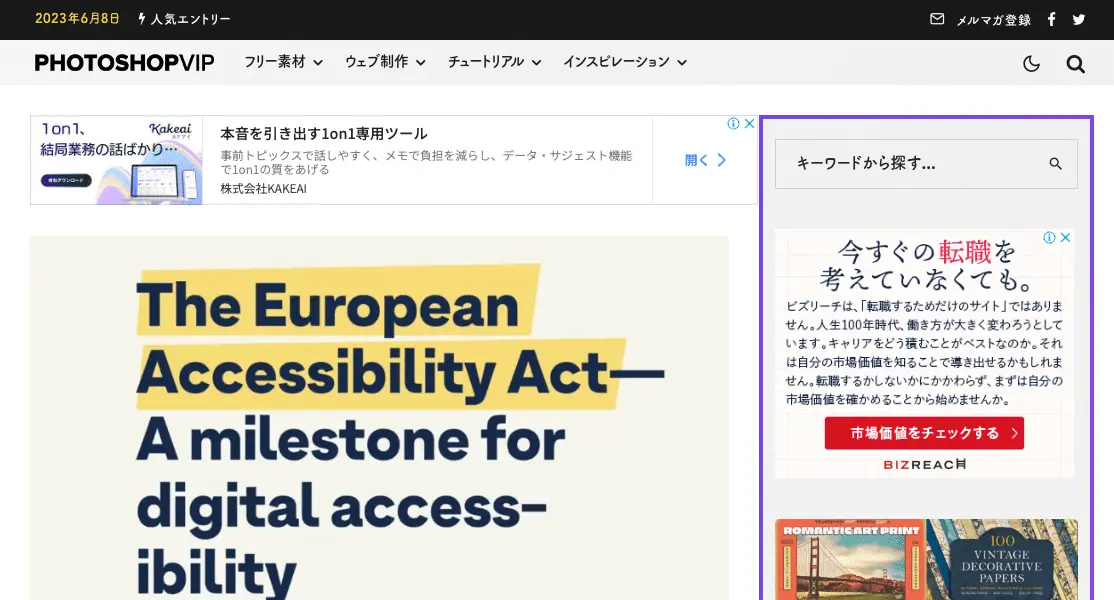 2023年6月8日
人気エントリー
メルマガ登録
PHOTOSHOPVIP
フリー素材
ウェブ制作
チュートリアル
インスピレーション
1on1、
結局業務の話ばかり…
Kakeai
カケアイ
本音を引き出す1on1専用ツール
事前トピックスで話しやすく、メモで負担を減らし、データ・サジェスト機能
で1on1の質をあげる
株式会社KAKEAI
開く
The European
Accessibility Act—
A milestone for
digital access–
ibility
キーワードから探す...
今すぐの転職を
考えていなくても。
ビズリーチは、「転職するためだけのサイト」ではありま
せん。人生100年時代、働き方が大きく変わろうとして
います。キャリアをどう積むことがベストなのか。それ
は自分の市場価値を知ることで導き出せるかもしれま
せん。転職するかしないかにかかわらず、まずは自分の
市場価値を確かめることから始めませんか。
市場価値をチェックする
BIZREACH
ROMANTIC ART PRINT
100
VINTAGE
DECORATIVE
PAPERS